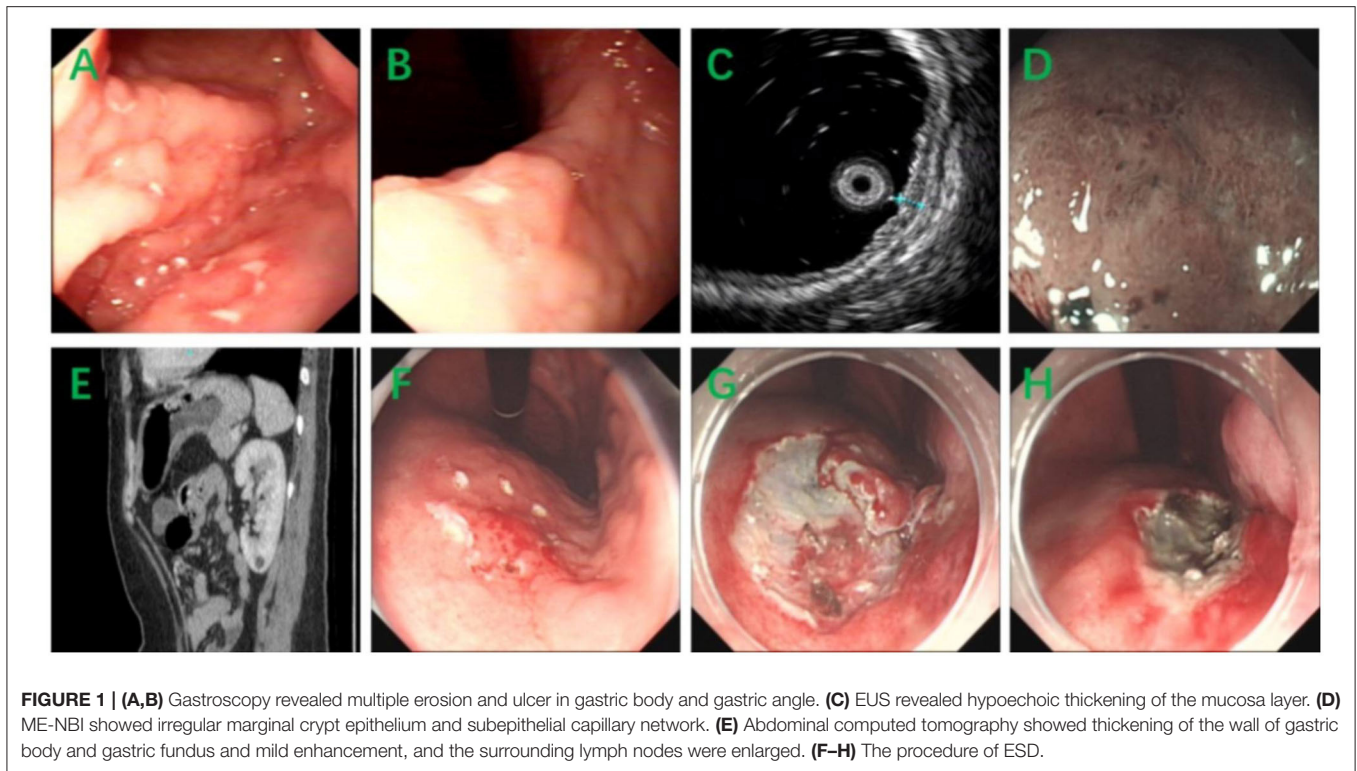 A
B
C
D
E
F
G
H
FIGURE 1 | (A,B) Gastroscopy revealed multiple erosion and ulcer in gastric body and gastric angle. (C) EUS revealed hypoechoic thickening of the mucosa layer. (D)
ME-NBI showed irregular marginal crypt epithelium and subepithelial capillary network. (E) Abdominal computed tomography showed thickening of the wall of gastric
body and gastric fundus and mild enhancement, and the surrounding lymph nodes were enlarged. (F–H) The procedure of ESD.